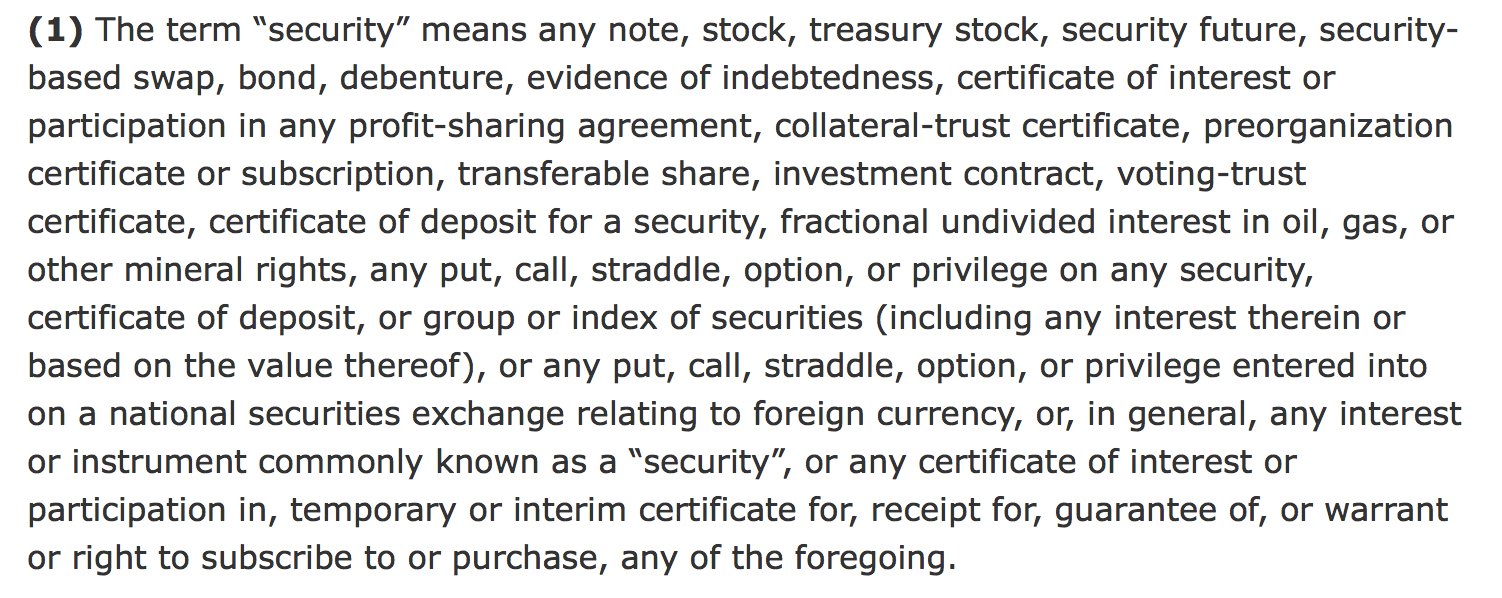 (1) The term “security” means any note, stock, treasury stock, security future, security-
based swap, bond, debenture, evidence of indebtedness, certificate of interest or
participation in any profit-sharing agreement, collateral-trust certificate, preorganization
certificate or subscription, transferable share, investment contract, voting-trust
certificate, certificate of deposit for a security, fractional undivided interest in oil, gas, or
other mineral rights, any put, call, straddle, option, or privilege on any security,
certificate of deposit, or group or index of securities (including any interest therein or
based on the value thereof), or any put, call, straddle, option, or privilege entered into
on a national securities exchange relating to foreign currency, or, in general, any interest
or instrument commonly known as a “security”, or any certificate of interest or
participation in, temporary or interim certificate for, receipt for, guarantee of, or warrant
or right to subscribe to or purchase, any of the foregoing.